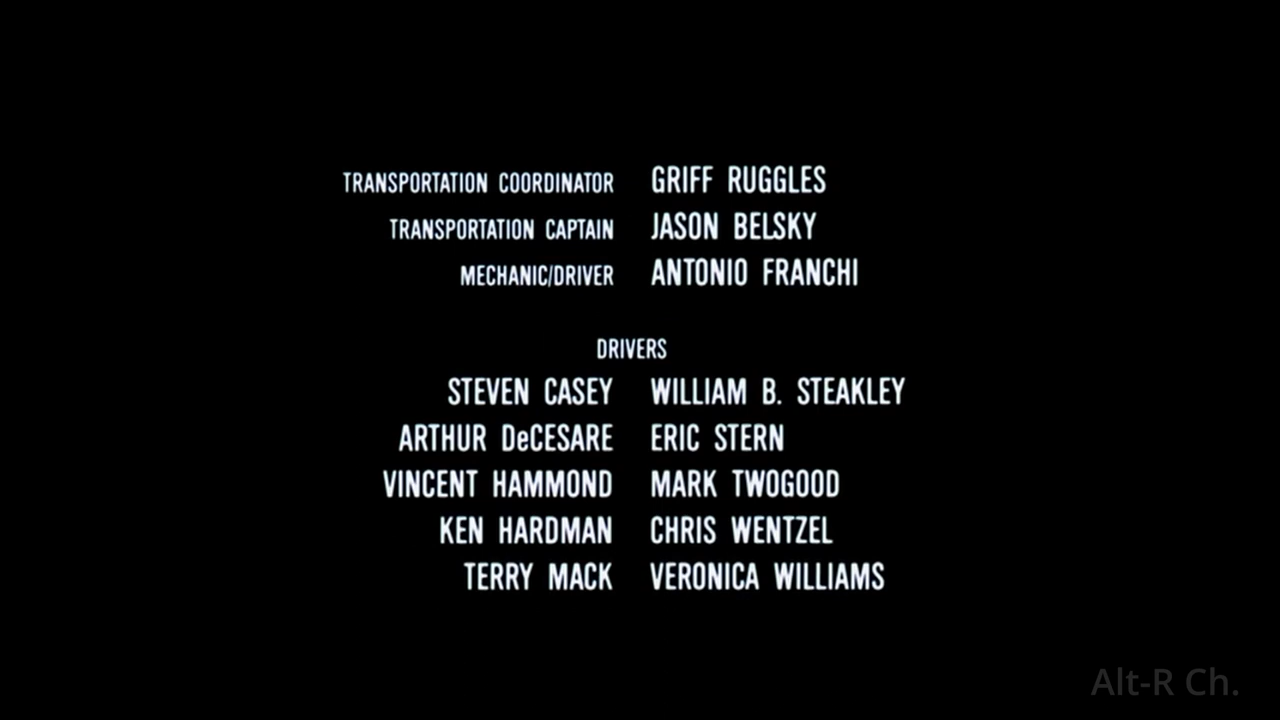 TRANSPORTATION COORDINATOR GRIFF RUGGLES
TRANSPORTATION CAPTAIN JASON BELSKY
MECHANIC/DRIVER ANTONIO FRANCHI
DRIVERS
STEVEN CASEY WILLIAM B. STEAKLEY
ARTHUR DeCESARE ERIC STERN
VINCENT HAMMOND MARK TWOGOOD
KEN HARDMAN CHRIS WENTZEL
TERRY MACK VERONICA WILLIAMS
Alt-R Ch.